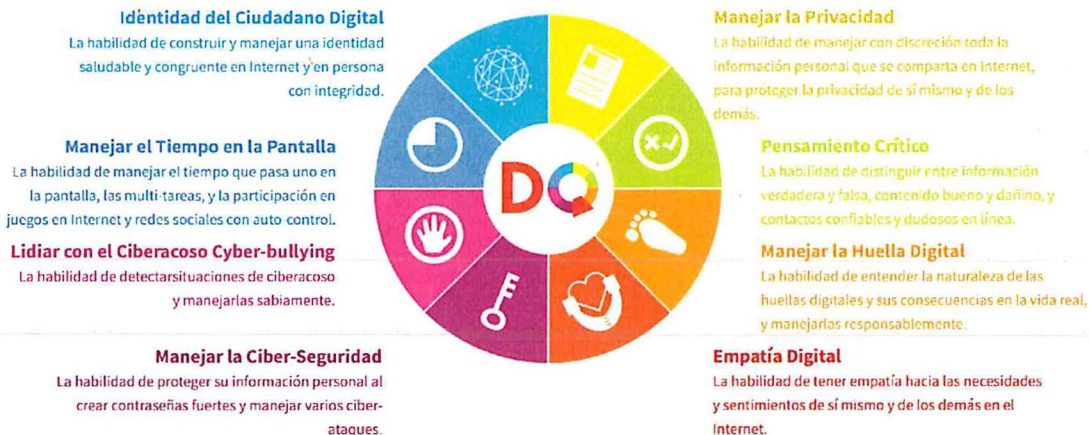 Identidad del Ciudadano Digital
La habilidad de construir y manejar una identidad
saludable y congruente en Internet y en persona
con integridad.
Manejar el Tiempo en la Pantalla
La habilidad de manejar el tiempo que pasa uno en
la pantalla, las multi-tareas, y la participación en
juegos en Internet y redes sociales con auto-control.
Lidiar con el Ciberacoso Cyber-bullying
La habilidad de detectarsituaciones de ciberacoso
y manejarlas sabiamente.
Manejar la Ciber-Seguridad
La habilidad de proteger su información personal al
crear contraseñas fuertes y manejar varios ciber-
ataques.
DQ
Manejar la Privacidad
La habilidad de manejar con discreción toda la
información personal que se comparta en Internet,
para proteger la privacidad de sí mismo y de los
demás.
Pensamiento Crítico
La habilidad de distinguir entre información
verdadera y falsa, contenido bueno y dañino, y
contactos confiables y dudosos en línea.
Manejar la Huella Digital
La habilidad de entender la naturaleza de las
huellas digitales y sus consecuencias en la vida real,
y manejarlas responsablemente.
Empatía Digital
La habilidad de tener empatía hacia las necesidades
y sentimientos de sí mismo y de los demás en el
Internet.